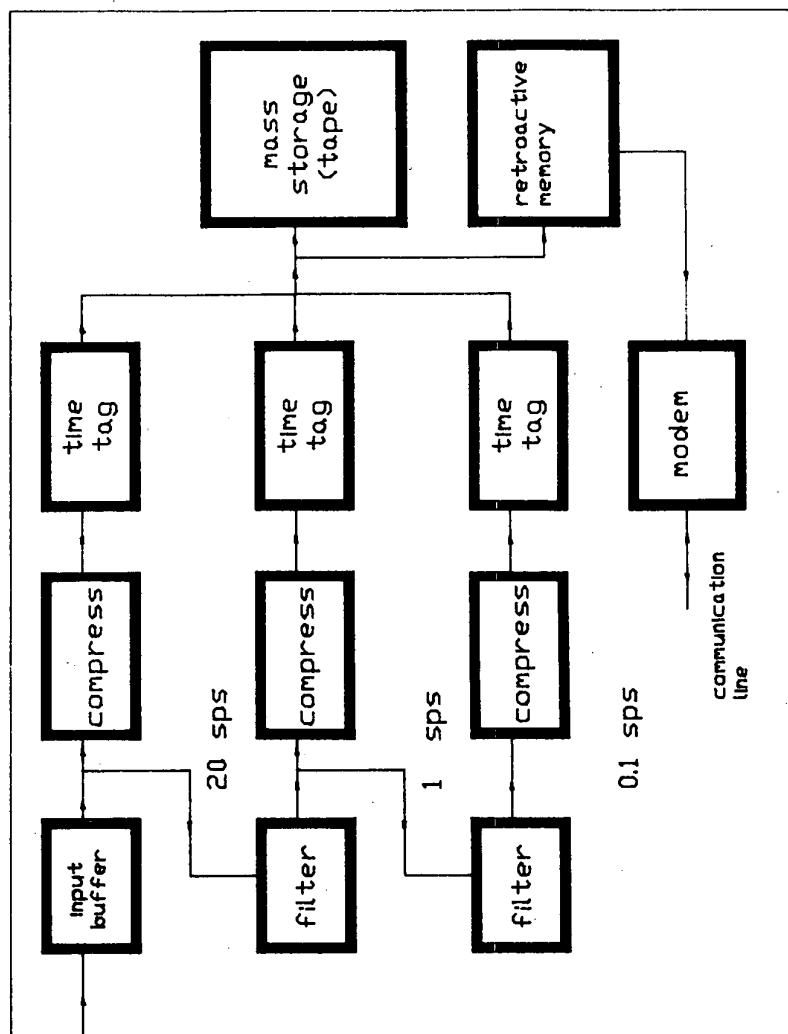 Input
buffer
compress
time
tag
20 sps
filter
compress
time
tag
mass
storage
(tape)
1 sps
filter
compress
time
tag
retroactive
memory
0.1 sps
communication
line
modem